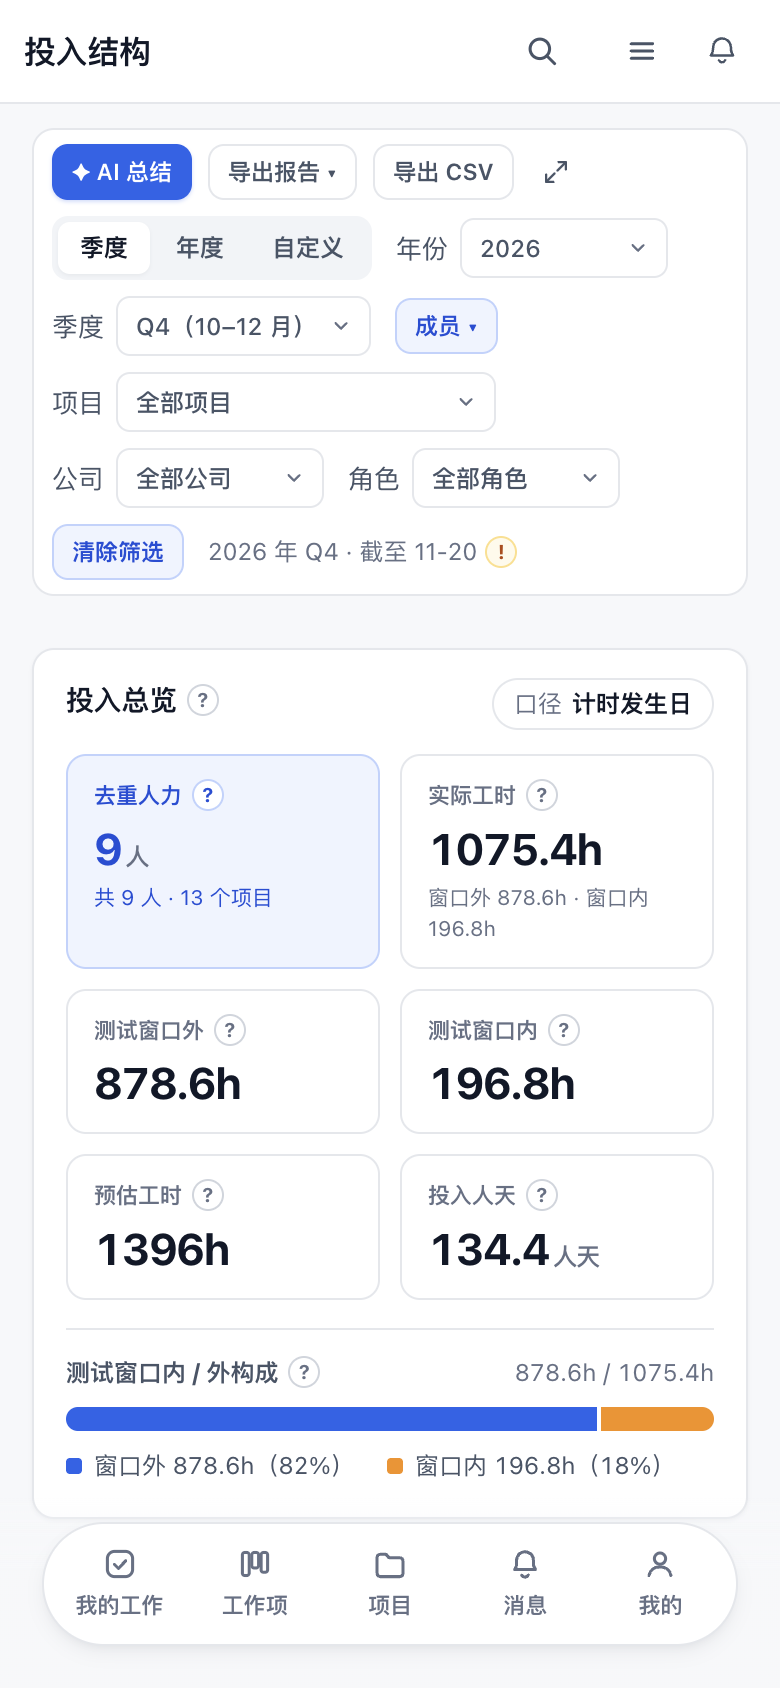 投入结构
AI 总结
导出报告 ▾
导出 CSV
季度
年度
自定义
年份
2026
季度
Q4（10–12 月）
成员 ▾
项目
全部项目
公司
全部公司
角色
全部角色
清除筛选
2026 年 Q4 · 截至 11-20 !
投入总览 ?
口径 计时发生日
去重人力 ?
9人
共 9 人 · 13 个项目
实际工时 ?
1075.4h
窗口外 878.6h · 窗口内
196.8h
测试窗口外 ?
878.6h
测试窗口内 ?
196.8h
预估工时 ?
1396h
投入人天 ?
134.4人天
测试窗口内 / 外构成 ?
878.6h / 1075.4h
窗口外 878.6h（82%）
窗口内 196.8h（18%）
我的工作
工作项
项目
消息
我的